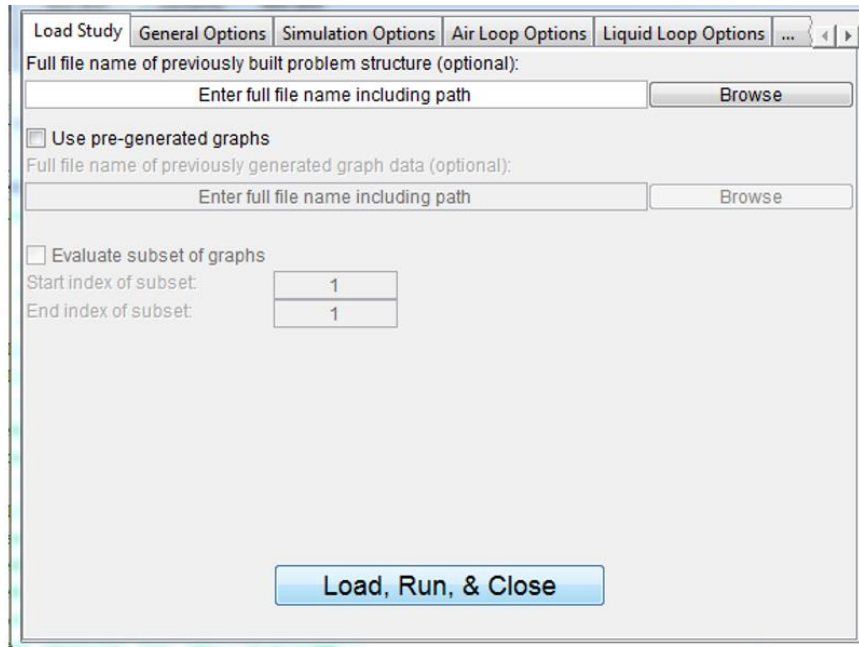 Load Study General Options Simulation Options Air Loop Options Liquid Loop Options ...
Full file name of previously built problem structure (optional):
Enter full file name including path Browse
Use pre-generated graphs
Full file name of previously generated graph data (optional):
Enter full file name including path Browse
Evaluate subset of graphs
Start index of subset: 1
End index of subset: 1
Load, Run, & Close